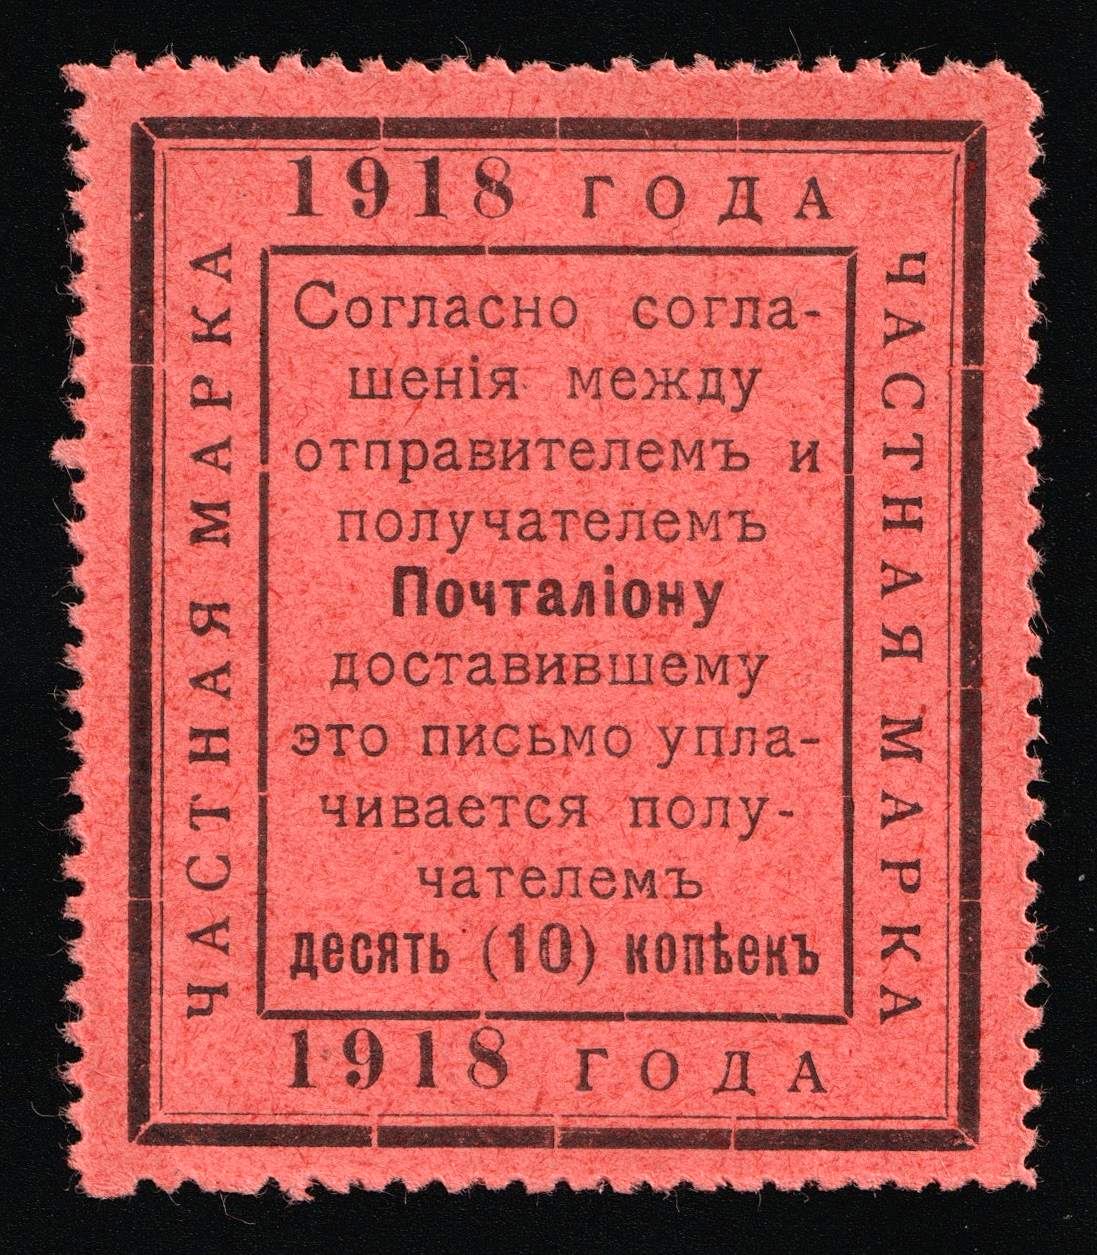 1918 ГОДА
ЧАСТНАЯ МАРКА
ЧАСТНАЯ МАРКА
Согласно согла-
шенія между
отправителемъ и
получателемъ
Почталіону
доставившему
это письмо упла-
чивается полу-
чателемъ
десять (10) копѣекъ
1918 ГОДА